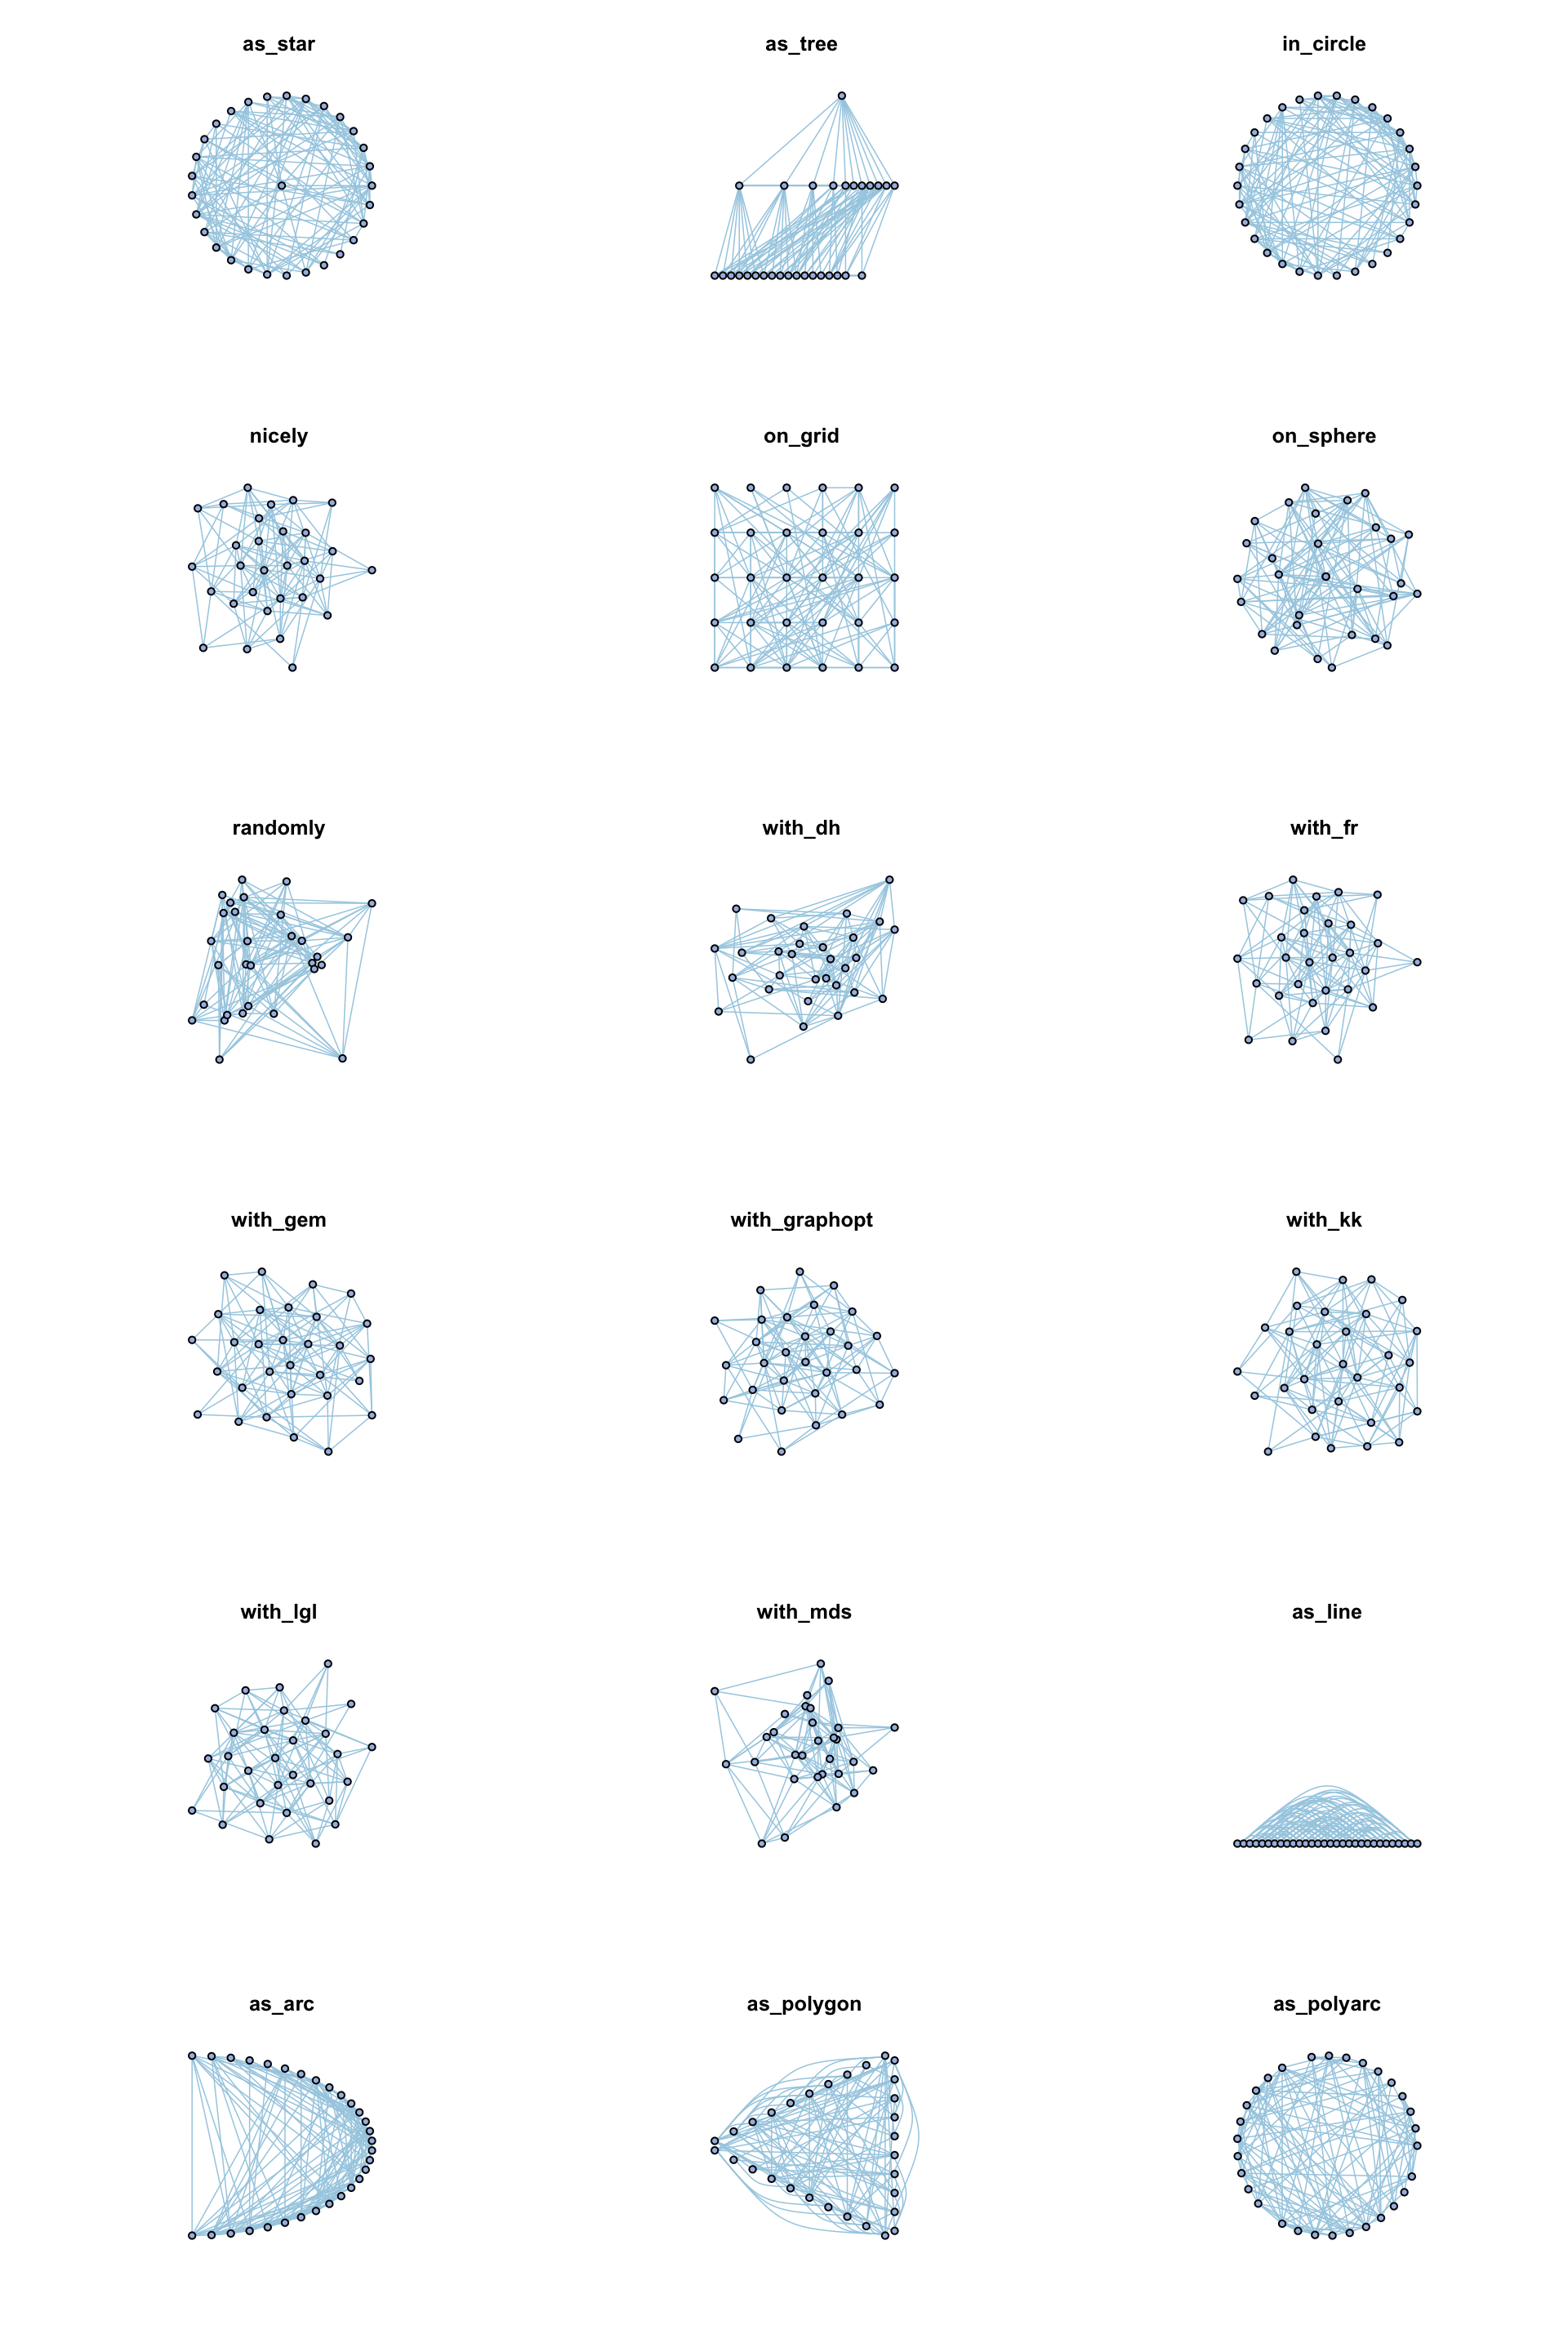 as_star
as_tree
in_circle
nicely
on_grid
on_sphere
randomly
with_dh
with_fr
with_gem
with_graphopt
with_kk
with_lgl
with_mds
as_line
as_arc
as_polygon
as_polyarc